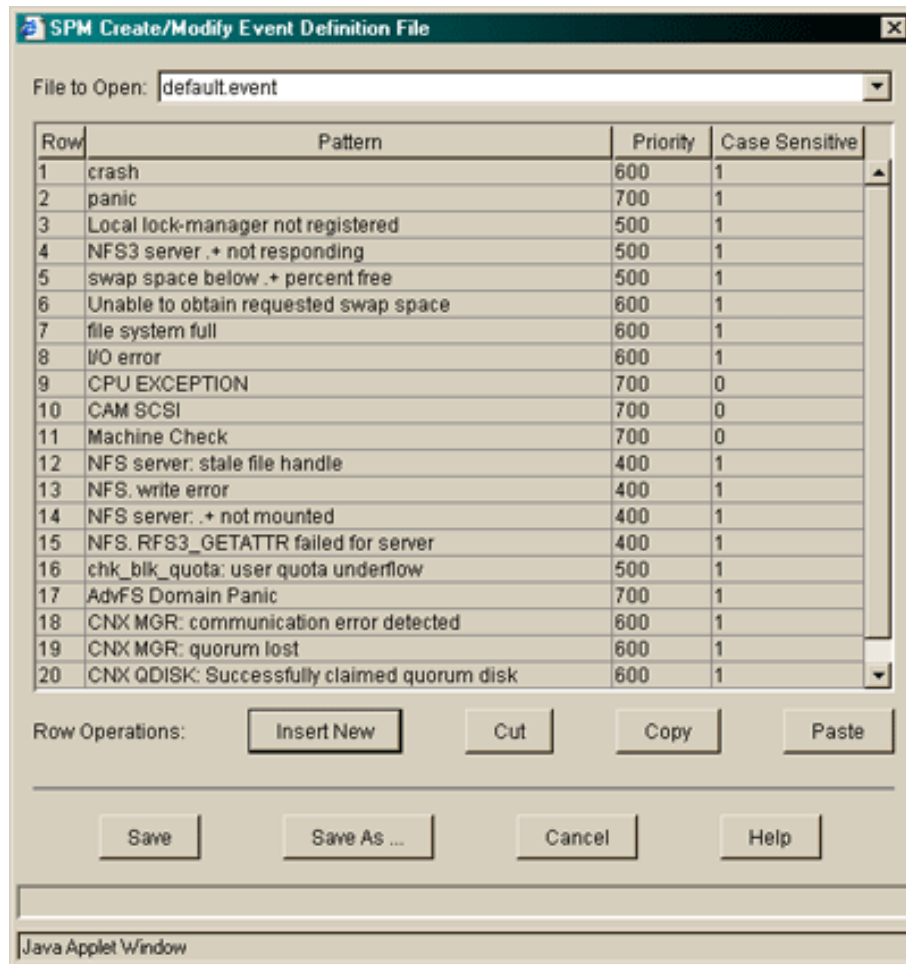 SPM Create/Modify Event Definition File
File to Open: default.event
Row Pattern Priority Case Sensitive
1 crash 600 1
2 panic 700 1
3 Local lock-manager not registered 500 1
4 NFS3 server .+ not responding 500 1
5 swap space below .+ percent free 500 1
6 Unable to obtain requested swap space 600 1
7 file system full 600 1
8 I/O error 600 1
9 CPU EXCEPTION 700 0
10 CAM SCSI 700 0
11 Machine Check 700 0
12 NFS server: stale file handle 400 1
13 NFS. write error 400 1
14 NFS server: .+ not mounted 400 1
15 NFS. RFS3_GETATTR failed for server 400 1
16 chk_blk_quota: user quota underflow 500 1
17 AdvFS Domain Panic 700 1
18 CNX MGR: communication error detected 600 1
19 CNX MGR: quorum lost 600 1
20 CNX QDISK: Successfully claimed quorum disk 600 1
Row Operations: Insert New Cut Copy Paste
Save Save As ... Cancel Help
Java Applet Window